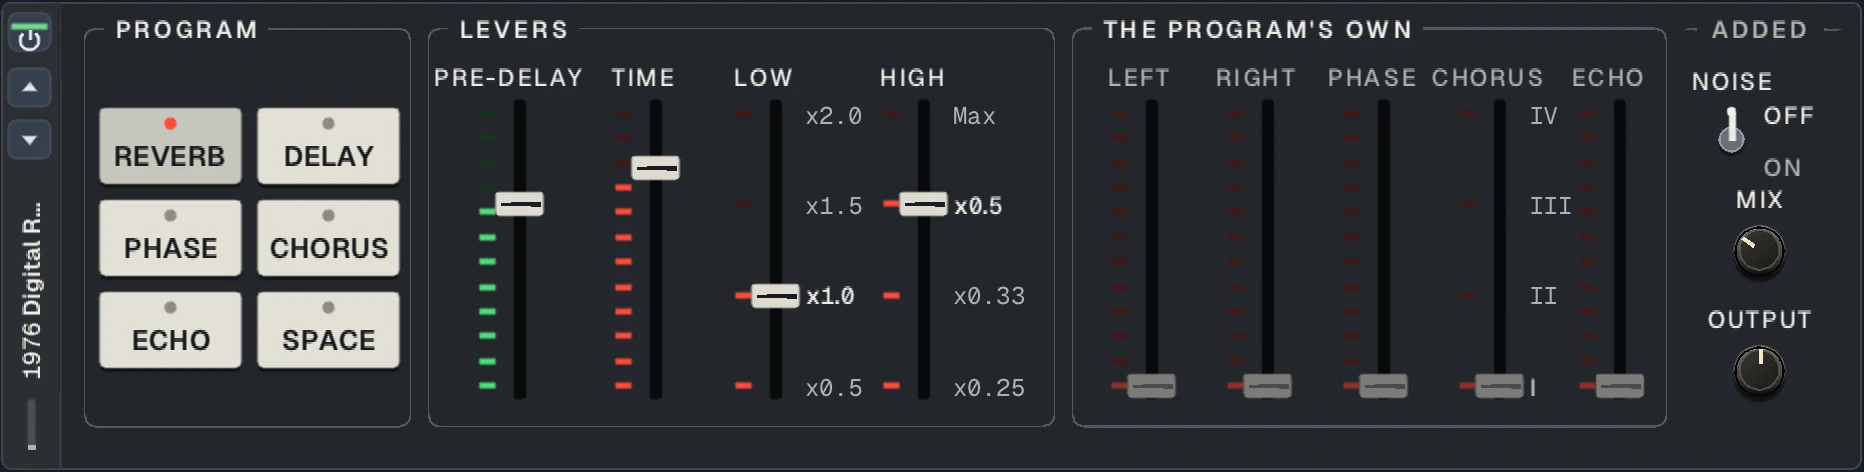 1976 Digital R...
PROGRAM
REVERB
DELAY
PHASE
CHORUS
ECHO
SPACE
LEVERS
PRE-DELAY
TIME
LOW
HIGH
x2.0
x1.5
x1.0
x0.5
Max
x0.5
x0.33
x0.25
THE PROGRAM'S OWN
LEFT
RIGHT
PHASE
CHORUS
ECHO
IV
III
II
I
ADDED
NOISE
OFF
ON
MIX
OUTPUT